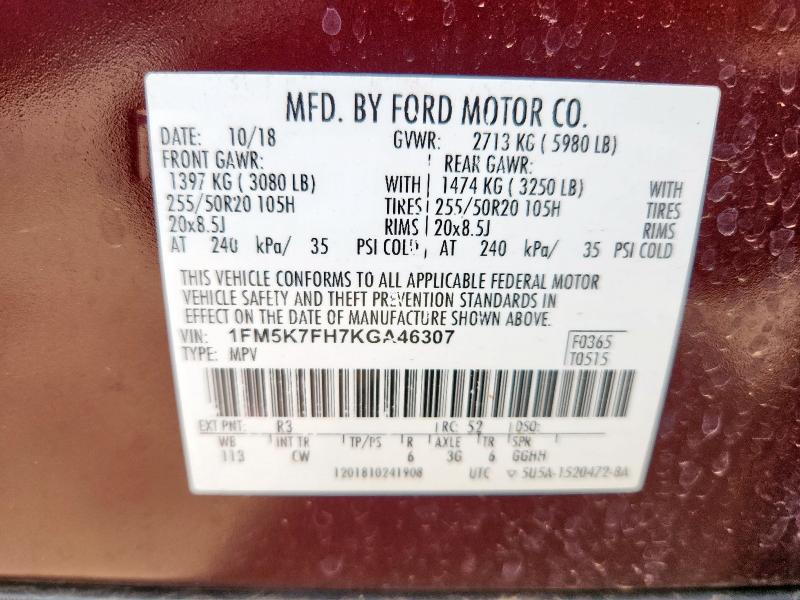 MFD. BY FORD MOTOR CO.
DATE: 10/18 GVWR: 2713 KG ( 5980 LB)
FRONT GAWR: REAR GAWR:
1397 KG ( 3080 LB) WITH 1474 KG ( 3250 LB) WITH
255/50R20 105H TIRES 255/50R20 105H TIRES
20x8.5J RIMS 20x8.5J RIMS
AT 240 kPa/ 35 PSI COLD, AT 240 kPa/ 35 PSI COLD
THIS VEHICLE CONFORMS TO ALL APPLICABLE FEDERAL MOTOR
VEHICLE SAFETY AND THEFT PREVENTION STANDARDS IN
EFFECT ON THE DATE OF MANUFACTURE SHOWN ABOVE.
VIN: 1FM5K7FH7KGA46307
TYPE: MPV
F0365
T0515
EXT PNT: R3 RC: 52 DSO:
WB INT TR TP/PS R AXLE TR SPR
113 CW 6 3G 6 GGHH
1201810241908 UTC ▽ 5U5A-1520472-BA